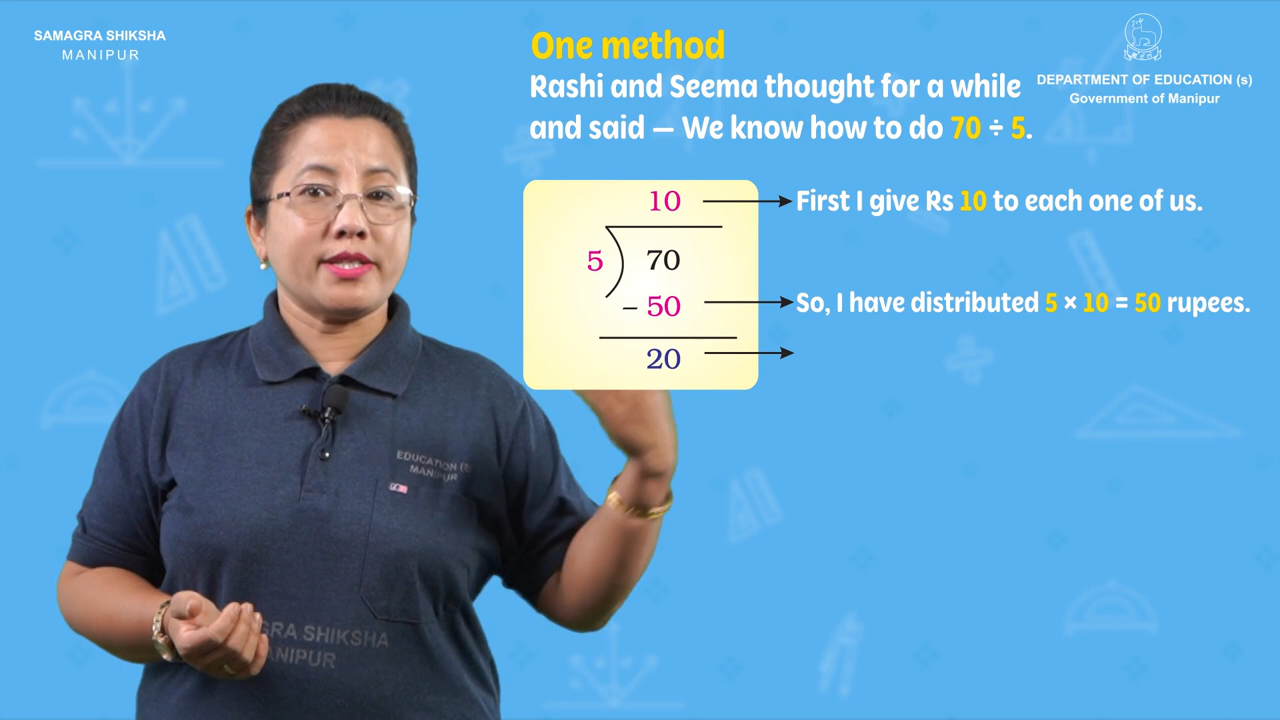 SAMAGRA SHIKSHA
MANIPUR
One method
Rashi and Seema thought for a while
and said – We know how to do 70 ÷ 5.
DEPARTMENT OF EDUCATION (s)
Government of Manipur
10
First I give Rs 10 to each one of us.
5 70
– 50
So, I have distributed 5 × 10 = 50 rupees.
20
EDUCATION (S)
MANIPUR
SHIKSHA